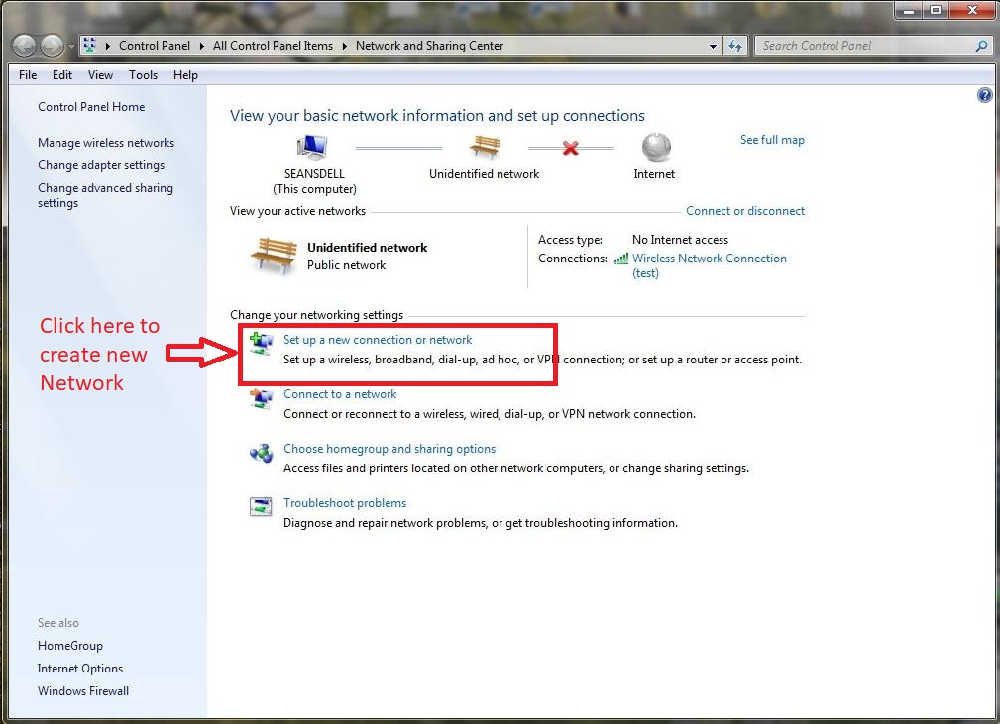 Control Panel ▸ All Control Panel Items ▸ Network and Sharing Center
Search Control Panel
File Edit View Tools Help
Control Panel Home
Manage wireless networks
Change adapter settings
Change advanced sharing
settings
View your basic network information and set up connections
See full map
SEANSDELL
(This computer)
Unidentified network
Internet
View your active networks
Connect or disconnect
Unidentified network
Public network
Access type: No Internet access
Connections: Wireless Network Connection
(test)
Change your networking settings
Click here to
create new
Network
Set up a new connection or network
Set up a wireless, broadband, dial-up, ad hoc, or VPN connection; or set up a router or access point.
Connect to a network
Connect or reconnect to a wireless, wired, dial-up, or VPN network connection.
Choose homegroup and sharing options
Access files and printers located on other network computers, or change sharing settings.
Troubleshoot problems
Diagnose and repair network problems, or get troubleshooting information.
See also
HomeGroup
Internet Options
Windows Firewall